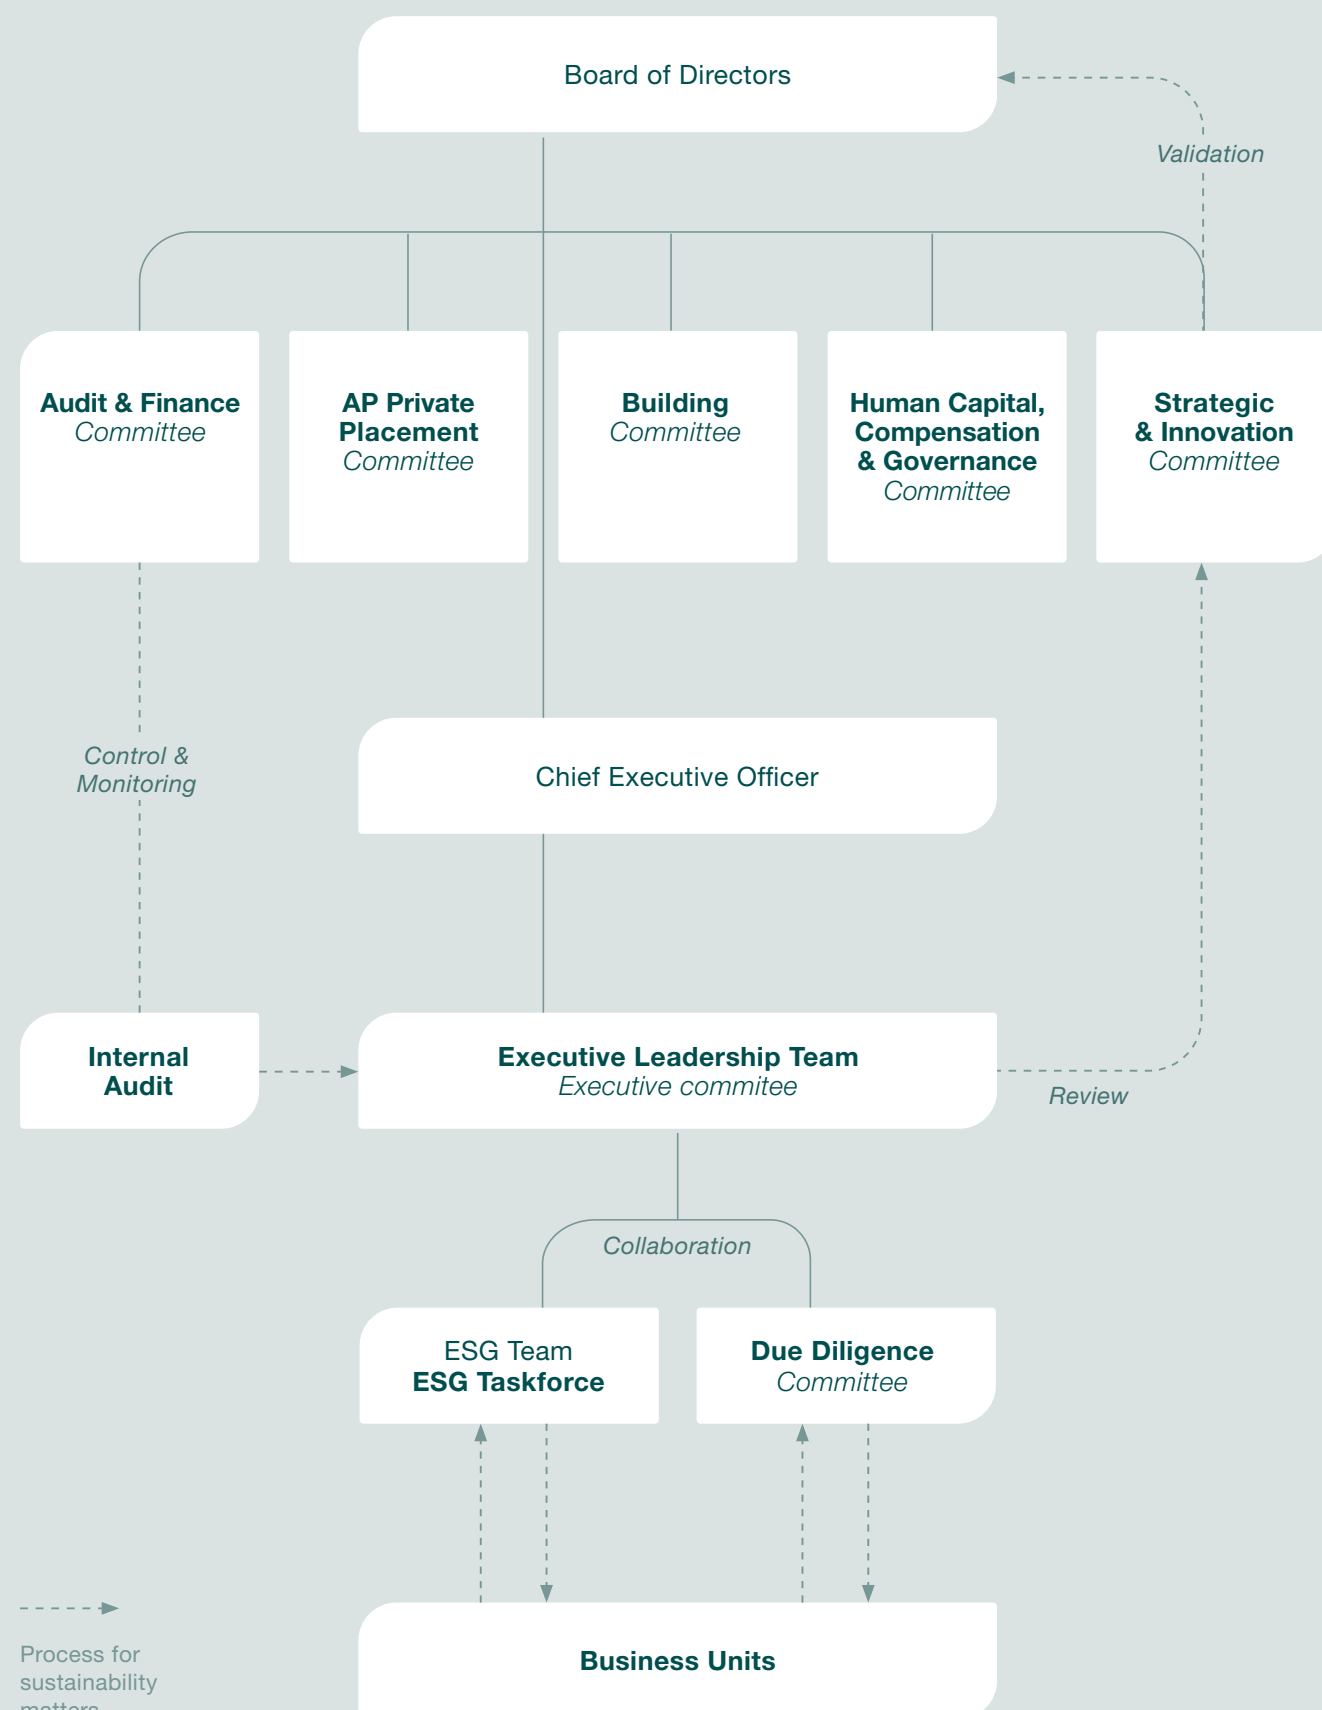 Board of Directors
Validation
Audit & Finance
Committee
AP Private
Placement
Committee
Building
Committee
Human Capital,
Compensation
& Governance
Committee
Strategic
& Innovation
Committee
Control &
Monitoring
Chief Executive Officer
Internal
Audit
Executive Leadership Team
Executive commitee
Review
Collaboration
ESG Team
ESG Taskforce
Due Diligence
Committee
Business Units
Process for
sustainability
matters